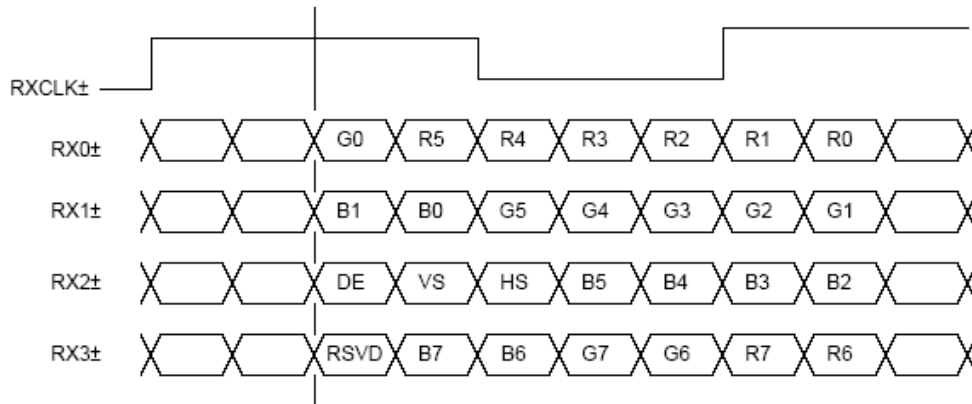 RXCLK±
RX0± G0 R5 R4 R3 R2 R1 R0
RX1± B1 B0 G5 G4 G3 G2 G1
RX2± DE VS HS B5 B4 B3 B2
RX3± RSVD B7 B6 G7 G6 R7 R6